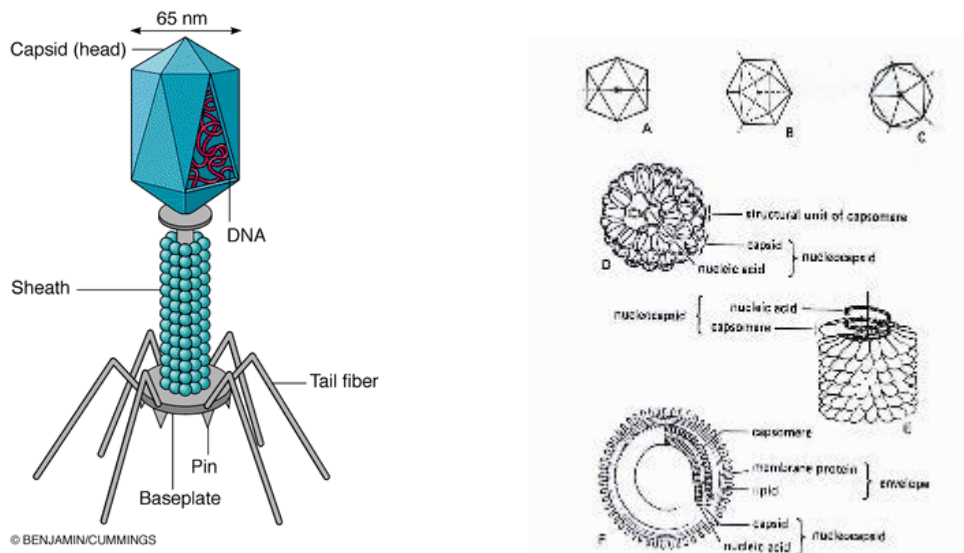 65 nm
Capsid (head)
DNA
Sheath
Tail fiber
Pin
Baseplate
© BENJAMIN/CUMMINGS
A
B
C
structural unit of capsomere
capsid
nucleocapsid
D
nucleic acid
nucleic acid
nucleocapsid
capsomere
E
capsomere
membrane protein
envelope
lipid
capsid
F
nucleocapsid
nucleic acid